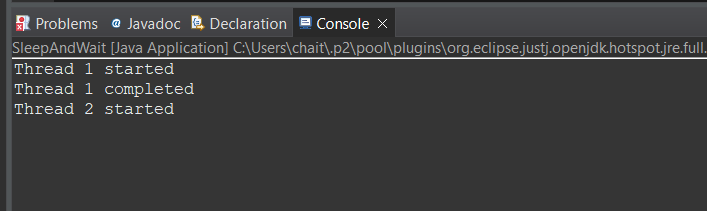 Problems @ Javadoc Declaration Console
SleepAndWait [Java Application] C:\Users\chait\.p2\pool\plugins\org.eclipse.justj.openjdk.hotspot.jre.full.
Thread 1 started
Thread 1 completed
Thread 2 started